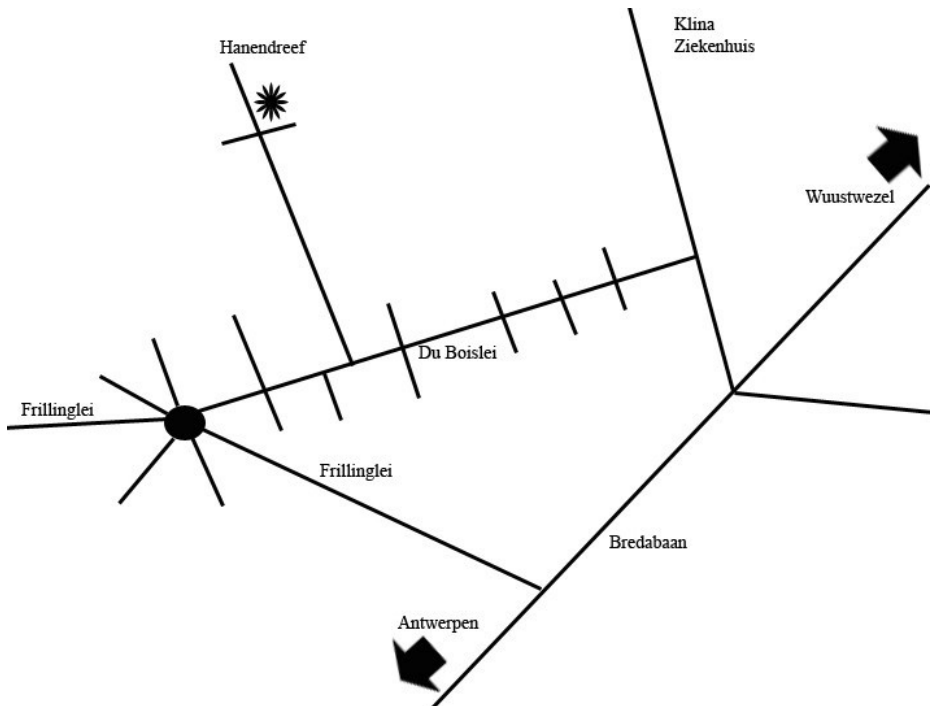 Klina
Ziekenhuis
Hanendreef
Wuustwezel
Du Boislei
Frillinglei
Frillinglei
Bredabaan
Antwerpen